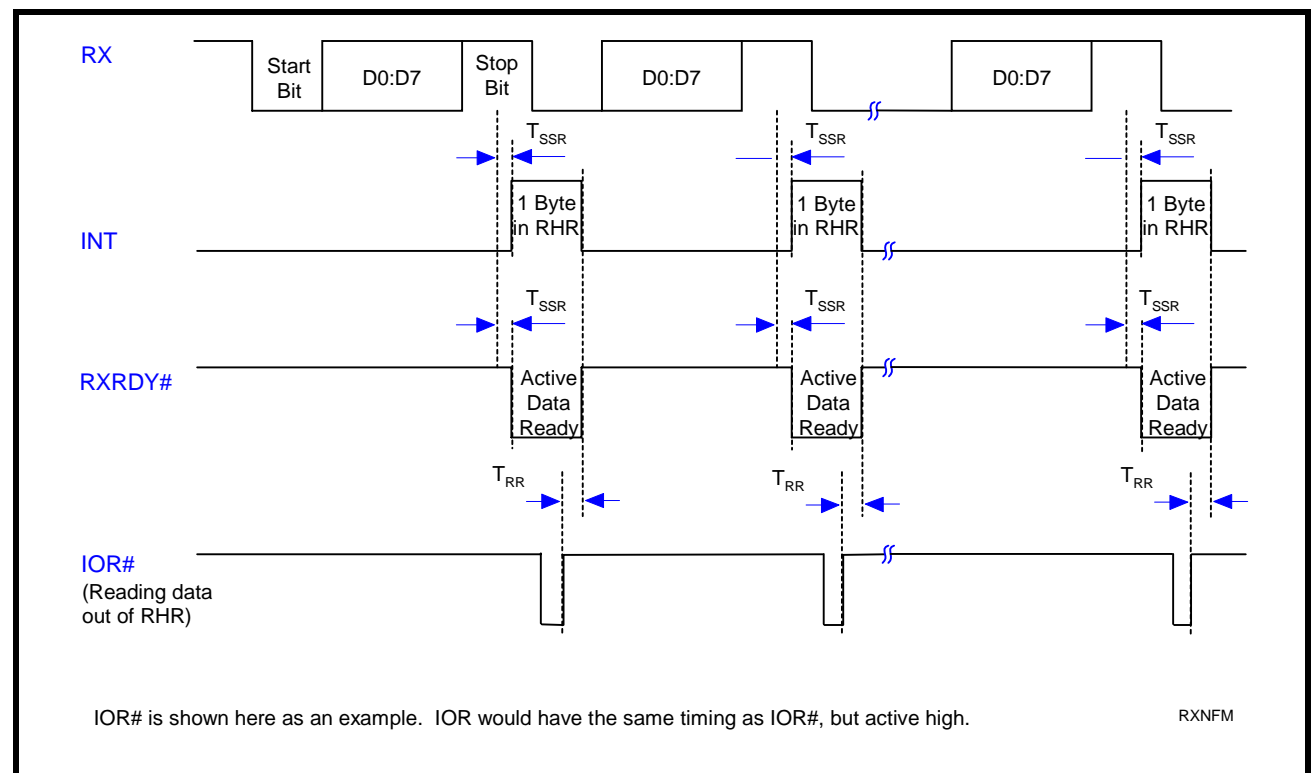 RX
Start
Bit
D0:D7
Stop
Bit
D0:D7
D0:D7
TSSR
TSSR
TSSR
INT
1 Byte
in RHR
1 Byte
in RHR
1 Byte
in RHR
TSSR
TSSR
TSSR
RXRDY#
Active
Data
Ready
Active
Data
Ready
Active
Data
Ready
TRR
TRR
TRR
IOR#
(Reading data
out of RHR)
IOR# is shown here as an example. IOR would have the same timing as IOR#, but active high.
RXNFM